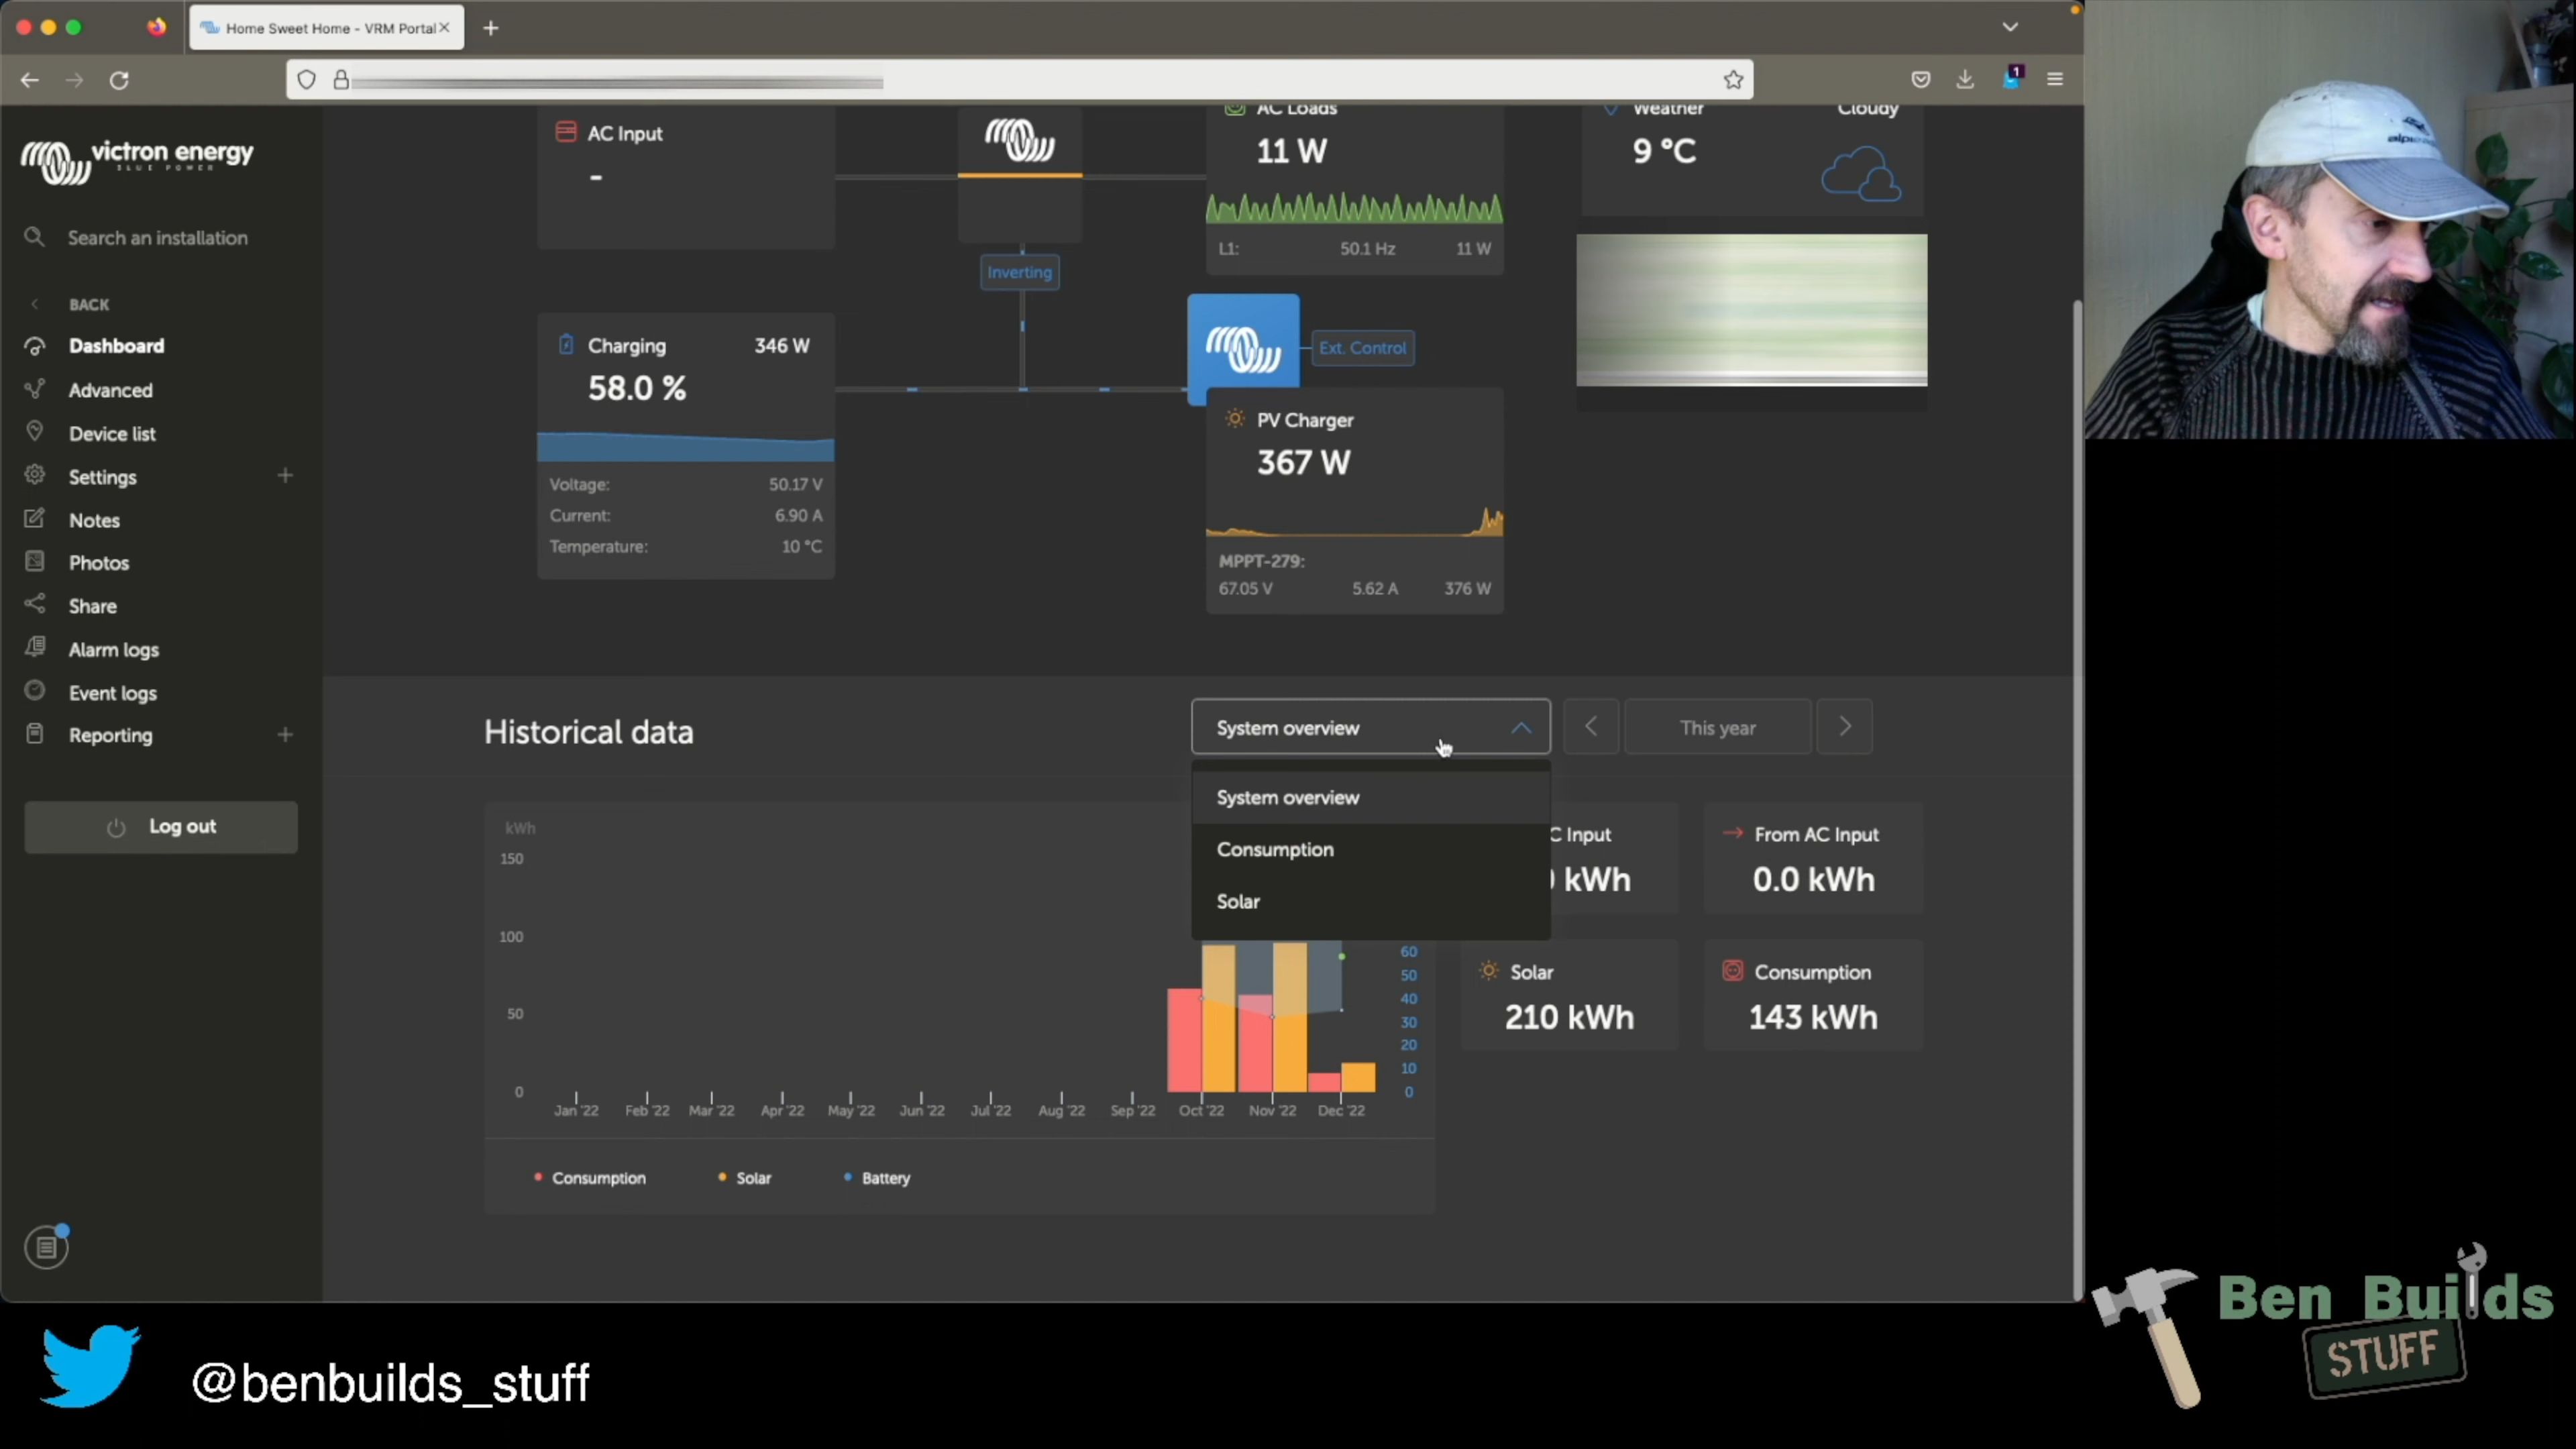 Home Sweet Home - VRM Portal
1
victron energy
BLUE POWER
Search an installation
BACK
Dashboard
Advanced
Device list
Settings
Notes
Photos
Share
Alarm logs
Event logs
Reporting
Log out
AC Input
-
Inverting
AC Loads
11 W
L1: 50.1 Hz 11 W
Weather Cloudy
9 °C
Charging 346 W
58.0 %
Voltage: 50.17 V
Current: 6.90 A
Temperature: 10 °C
Ext. Control
PV Charger
367 W
MPPT-279:
67.05 V 5.62 A 376 W
Historical data
System overview
This year
System overview
Consumption
Solar
C Input
kWh
From AC Input
0.0 kWh
Solar
210 kWh
Consumption
143 kWh
kWh
150
100
50
0
60
50
40
30
20
10
0
Jan '22 Feb '22 Mar '22 Apr '22 May '22 Jun '22 Jul '22 Aug '22 Sep '22 Oct '22 Nov '22 Dec '22
Consumption Solar Battery
@benbuilds_stuff
Ben Builds
STUFF